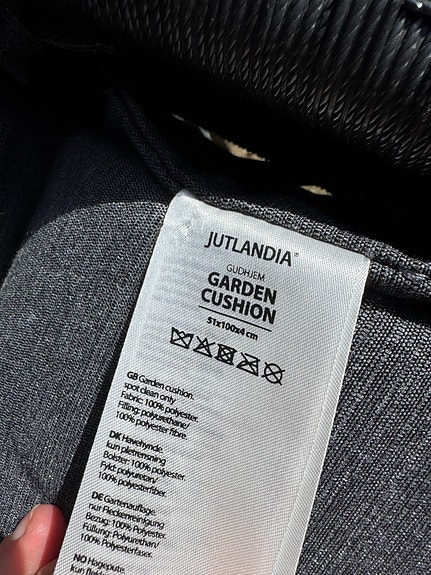 JUTLANDIA®
GUDHJEM
GARDEN
CUSHION
51x100x4 cm
GB Garden cushion.
spot clean only
Fabric: 100% polyester.
Filling: polyurethane/
100% polyester fibre.
DK Havehynde.
kun pletrensning
Bolster: 100% polyester.
Fyld: polyuretan/
100% polyesterfiber.
DE Gartenauflage.
nur Fleckenreinigung
Bezug: 100% Polyester.
Füllung: Polyurethan/
100% Polyesterfaser.
NO Hagepute.